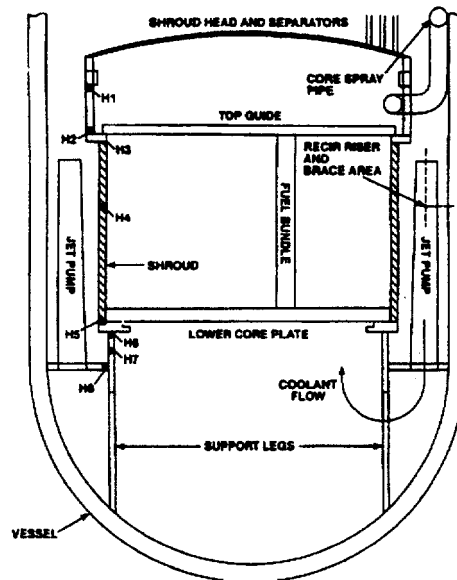 SHROUD HEAD AND SEPARATORS
CORE SPRAY
PIPE
H1
TOP GUIDE
H2
H3
RECIR RISER
AND
BRACE AREA
H4
FUEL BUNDLE
JET PUMP
JET PUMP
SHROUD
H5
LOWER CORE PLATE
H6
H7
H8
COOLANT
FLOW
SUPPORT LEGS
VESSEL